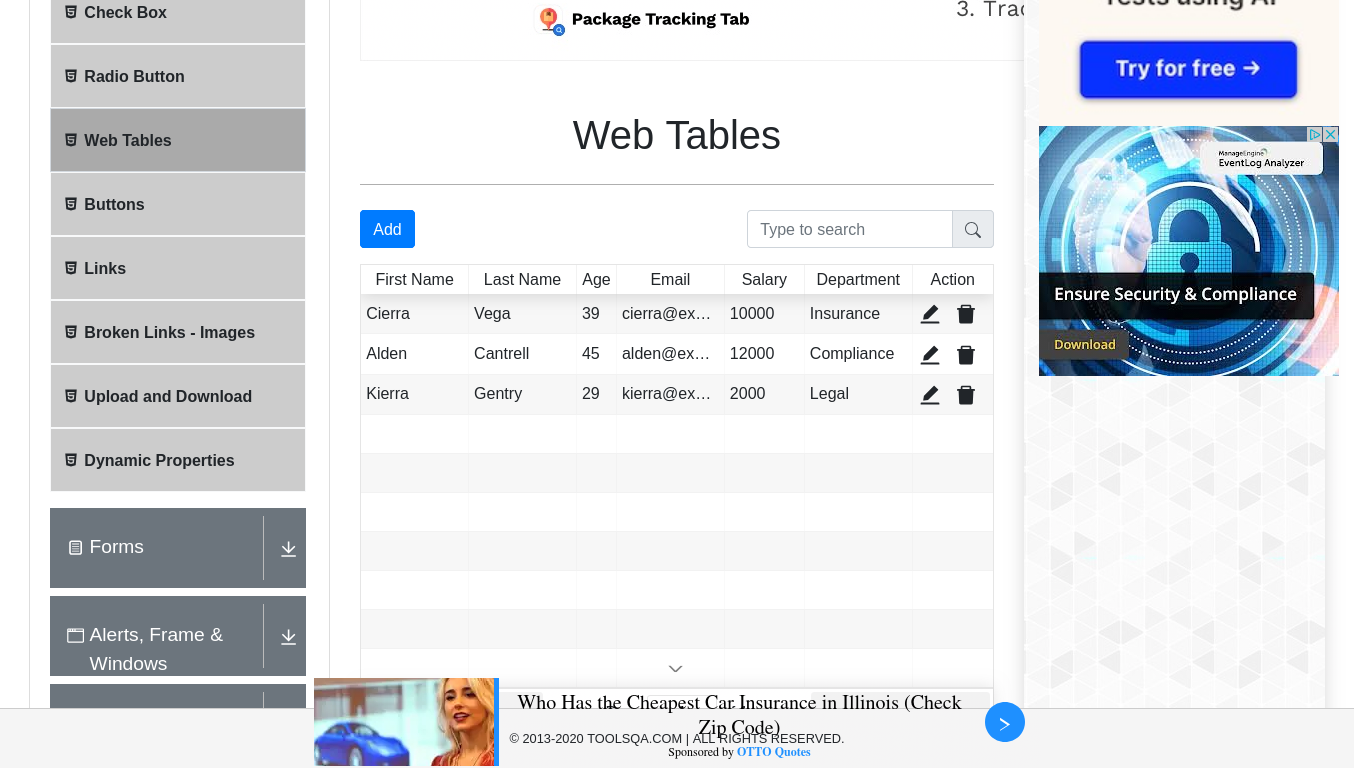 Check Box
Radio Button
Web Tables
Buttons
Links
Broken Links - Images
Upload and Download
Dynamic Properties
Forms
Alerts, Frame &
Windows
Package Tracking Tab
3.
Web Tables
Add
Type to search
First Name Last Name Age Email Salary Department Action
Cierra Vega 39 cierra@ex… 10000 Insurance
Alden Cantrell 45 alden@ex… 12000 Compliance
Kierra Gentry 29 kierra@ex… 2000 Legal
Try for free →
ManageEngine
EventLog Analyzer
Ensure Security & Compliance
Download
Who Has the Cheapest Car Insurance in Illinois (Check
Zip Code)
© 2013-2020 TOOLSQA.COM | ALL RIGHTS RESERVED.
Sponsored by OTTO Quotes